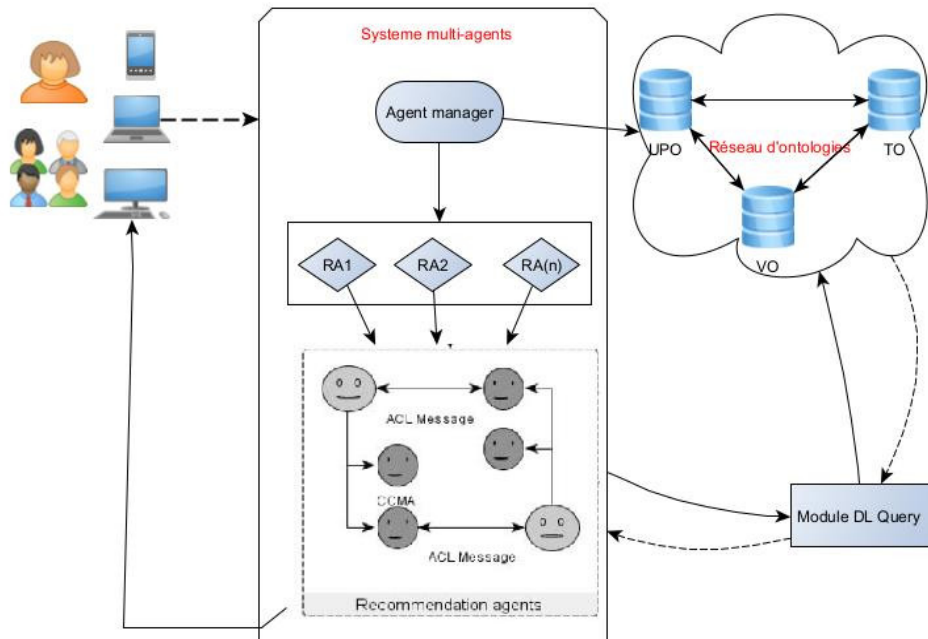 Systeme multi-agents
Agent manager
UPO
Réseau d'ontologies
TO
VO
RA1
RA2
RA(n)
ACL Message
CCMA
ACL Message
Recommendation agents
Module DL Query